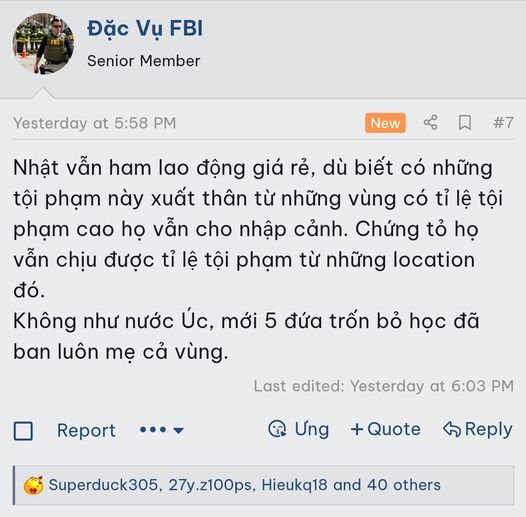 Đặc Vụ FBI
Senior Member
Yesterday at 5:58 PM New #7
Nhật vẫn ham lao động giá rẻ, dù biết có những
tội phạm này xuất thân từ những vùng có tỉ lệ tội
phạm cao họ vẫn cho nhập cảnh. Chứng tỏ họ
vẫn chịu được tỉ lệ tội phạm từ những location
đó.
Không như nước Úc, mới 5 đứa trốn bỏ học đã
ban luôn mẹ cả vùng.
Last edited: Yesterday at 6:03 PM
Report ••• Ưng +Quote Reply
Superduck305, 27y.z100ps, Hieukq18 and 40 others